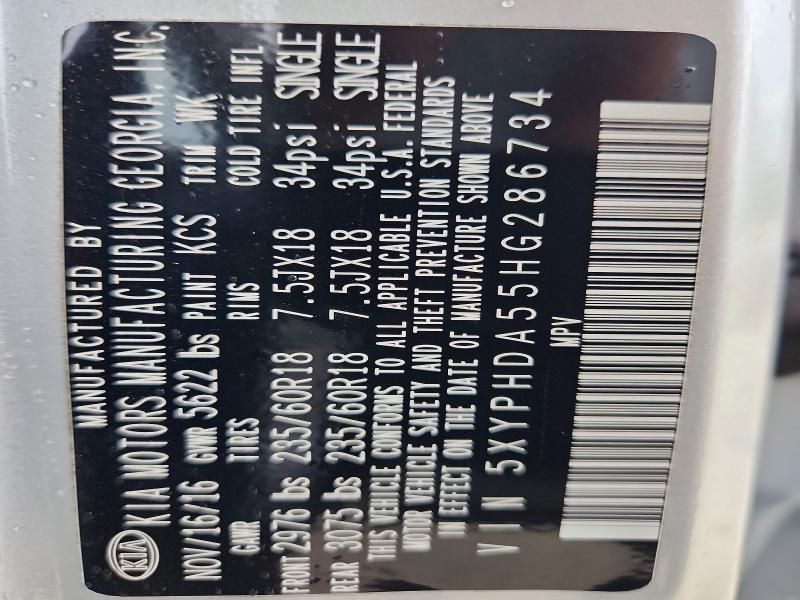 MANUFACTURED BY
KIA KIA MOTORS MANUFACTURING GEORGIA, INC.
NOV/16/16 GVWR 5622 lbs PAINT KCS TRIM WK
GAWR TIRES RIMS COLD TIRE INFL
FRONT 2976 lbs 235/60R18 7.5JX18 34psi SINGLE
REAR 3075 lbs 235/60R18 7.5JX18 34psi SINGLE
THIS VEHICLE CONFORMS TO ALL APPLICABLE U.S.A. FEDERAL
MOTOR VEHICLE SAFETY AND THEFT PREVENTION STANDARDS
IN EFFECT ON THE DATE OF MANUFACTURE SHOWN ABOVE
VIN 5XYPHDA55HG286734
MPV